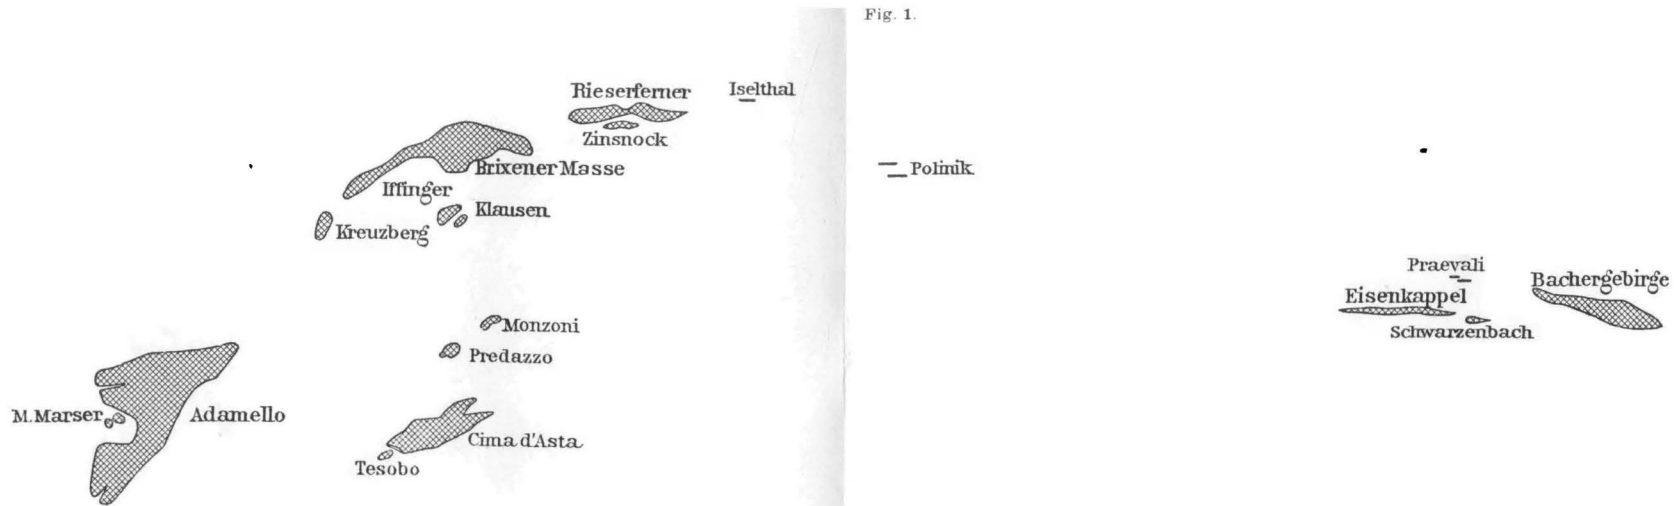 Fig. 1.
Rieserferner
Iselthal
Zinsnock
Brixener Masse
Polinik
Iffinger
Klausen
Kreuzberg
Praevali
Bachergebirge
Eisenkappel
Schwarzenbach
Monzoni
Predazzo
M. Marser
Adamello
Cima d'Asta
Tesobo